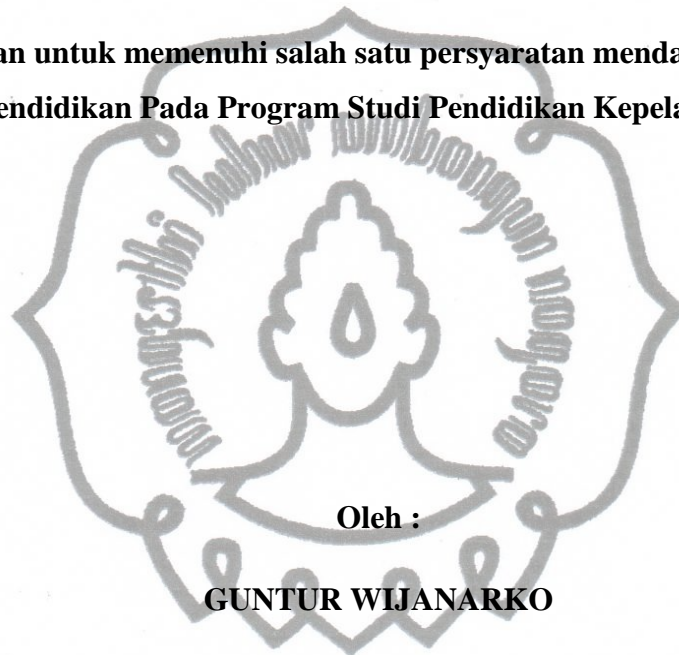 an untuk memenuhi salah satu persyaratan menda
endidikan Pada Program Studi Pendidikan Kepela
Oleh :
GUNTUR WIJANARKO